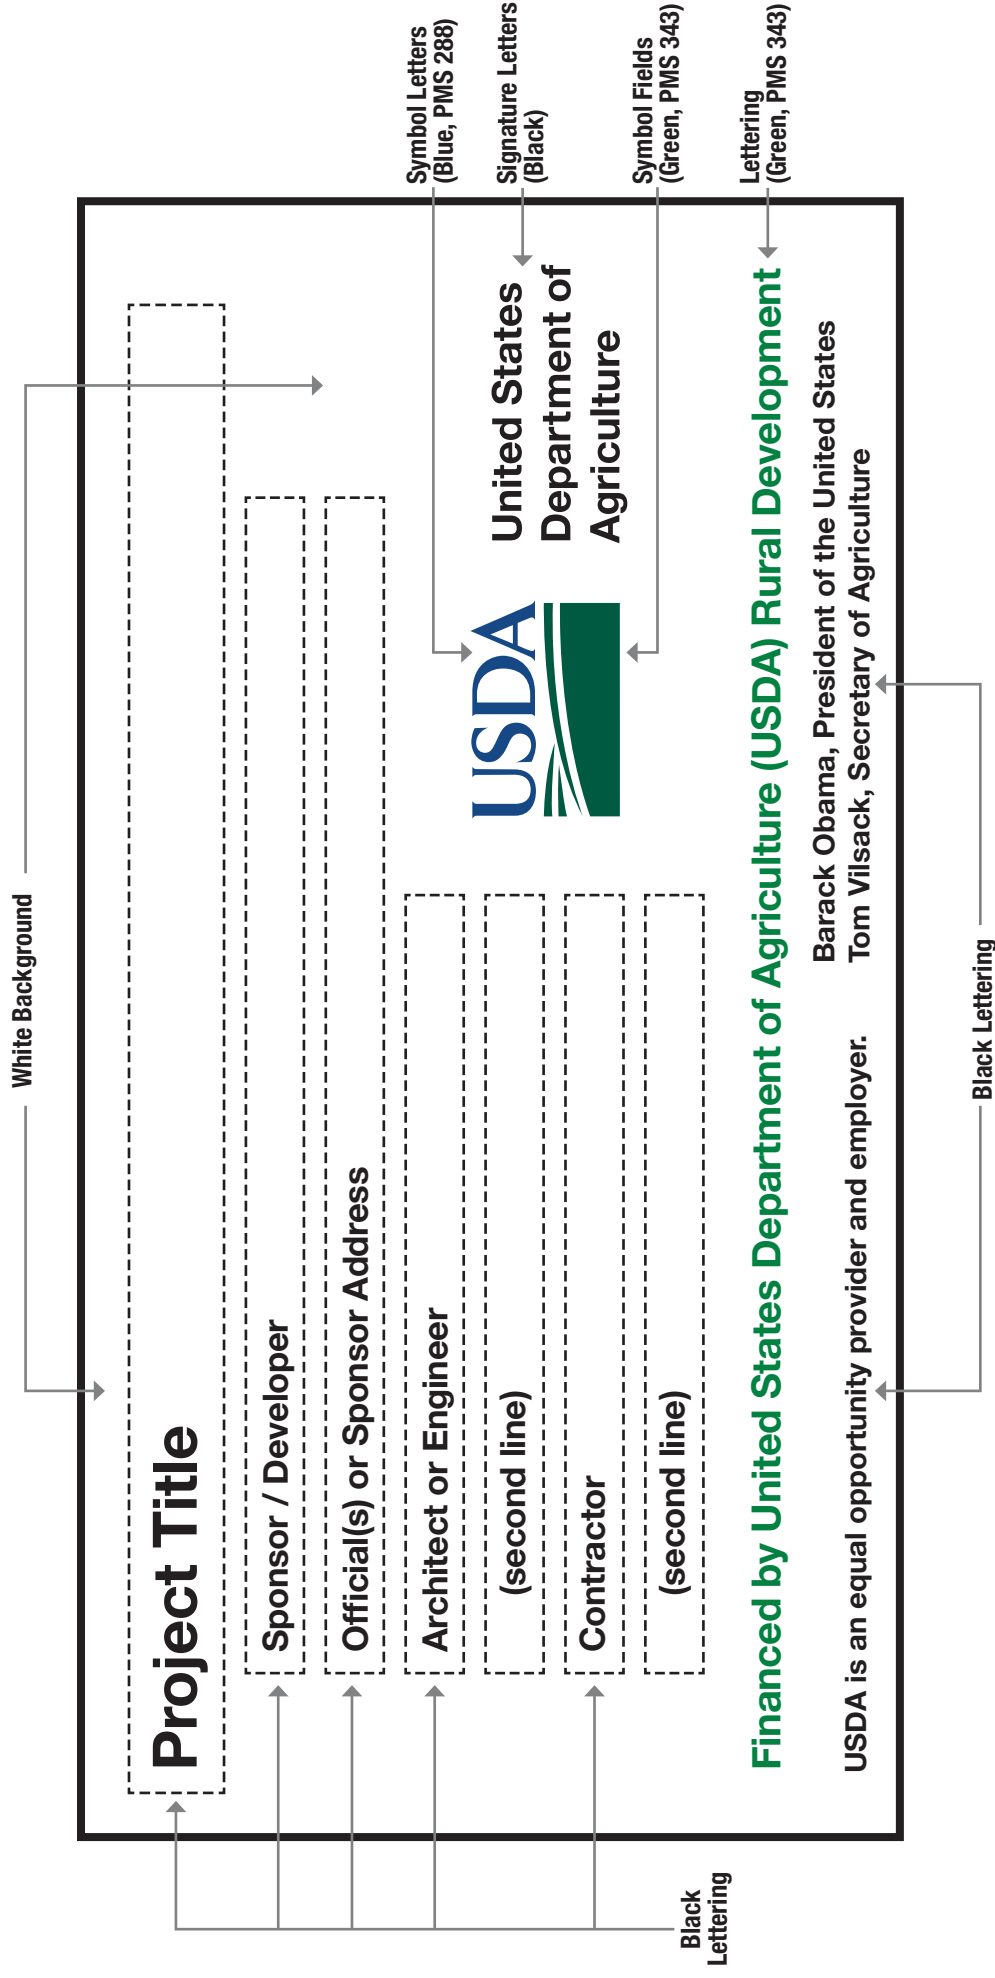 White Background
Project Title
Sponsor / Developer
Official(s) or Sponsor Address
Architect or Engineer
(second line)
Contractor
(second line)
Black
Lettering
USDA
United States
Department of
Agriculture
Symbol Letters
(Blue, PMS 288)
Signature Letters
(Black)
Symbol Fields
(Green, PMS 343)
Lettering
(Green, PMS 343)
Financed by United States Department of Agriculture (USDA) Rural Development
Barack Obama, President of the United States
Tom Vilsack, Secretary of Agriculture
USDA is an equal opportunity provider and employer.
Black Lettering